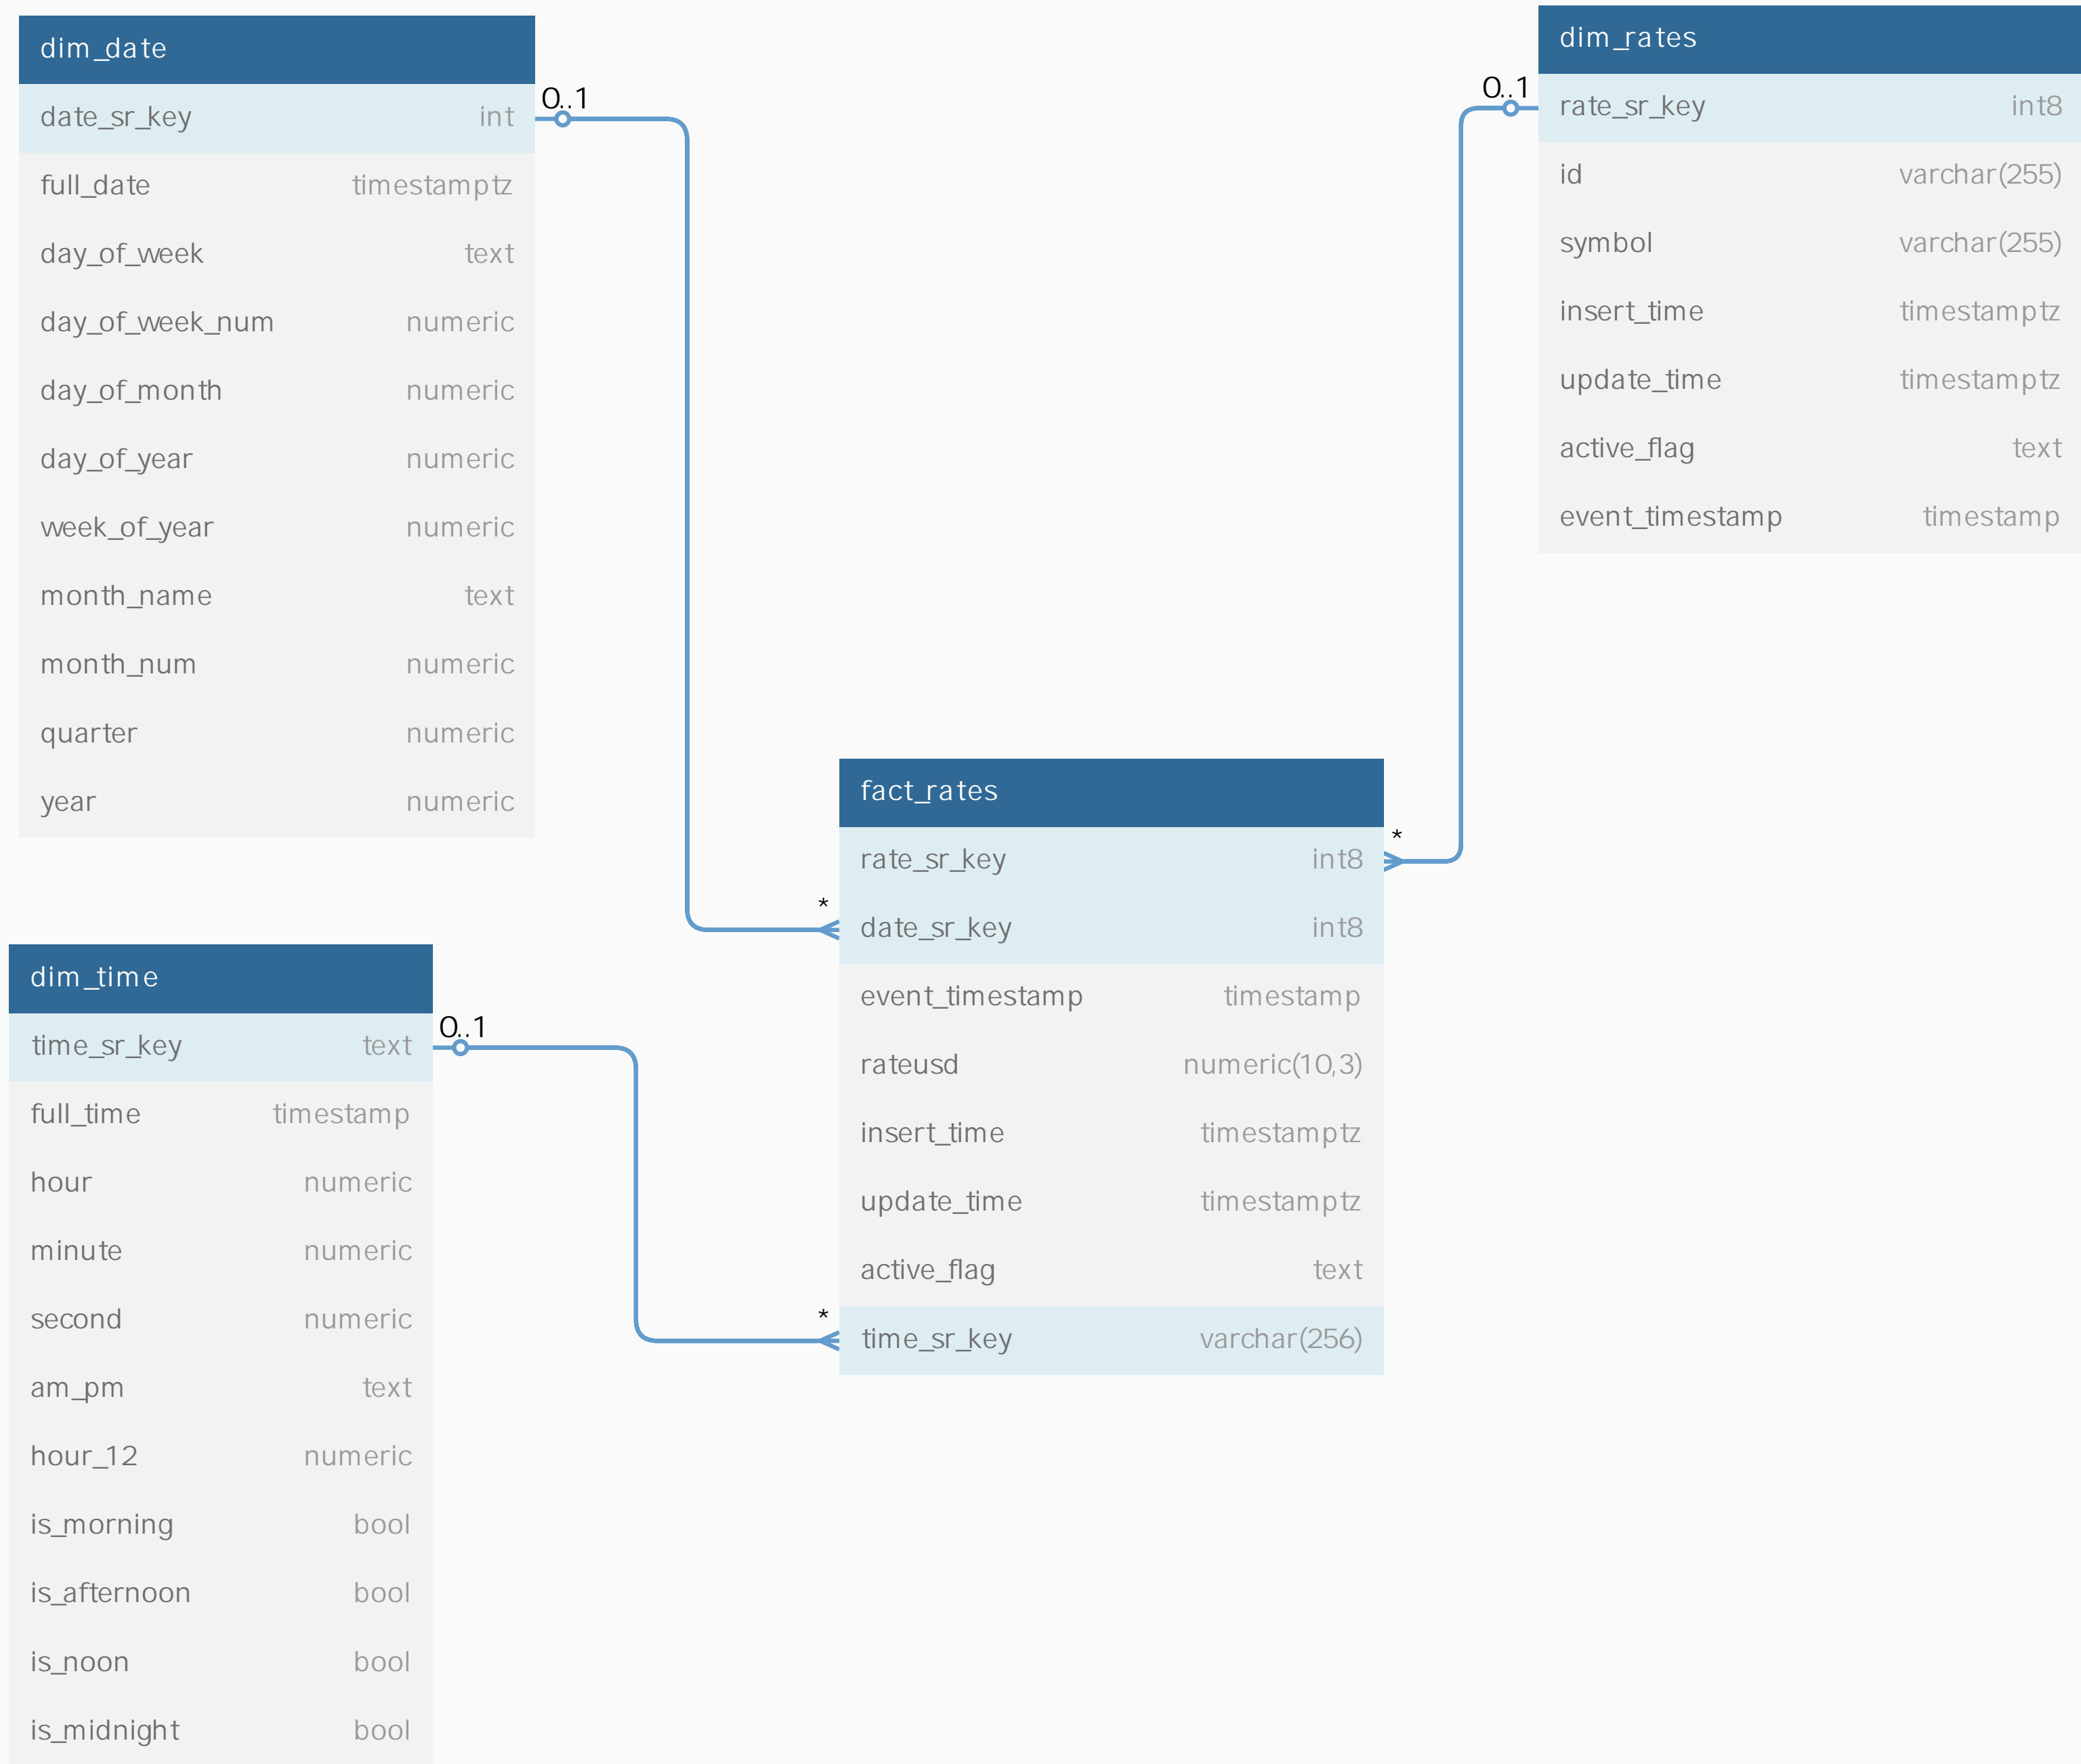 dim_date
date_sr_key int
full_date timestamptz
day_of_week text
day_of_week_num numeric
day_of_month numeric
day_of_year numeric
week_of_year numeric
month_name text
month_num numeric
quarter numeric
year numeric
0..1
*
dim_rates
rate_sr_key int8
id varchar(255)
symbol varchar(255)
insert_time timestamptz
update_time timestamptz
active_flag text
event_timestamp timestamp
0..1
*
fact_rates
rate_sr_key int8
date_sr_key int8
event_timestamp timestamp
rateusd numeric(10,3)
insert_time timestamptz
update_time timestamptz
active_flag text
time_sr_key varchar(256)
dim_time
time_sr_key text
full_time timestamp
hour numeric
minute numeric
second numeric
am_pm text
hour_12 numeric
is_morning bool
is_afternoon bool
is_noon bool
is_midnight bool
0..1
*